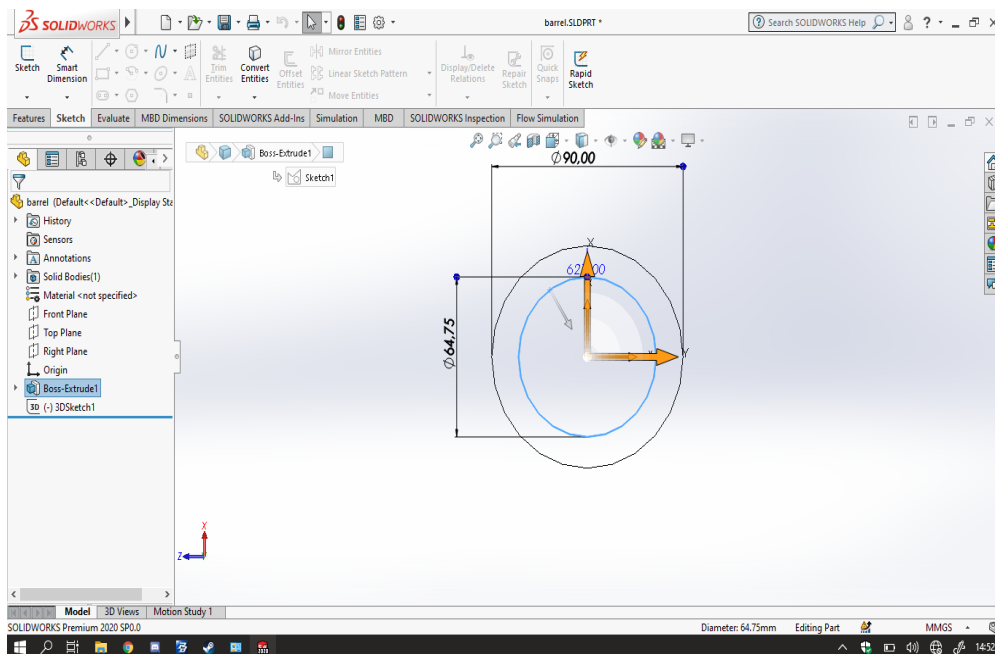 SOLIDWORKS
barrel.SLDPRT *
Search SOLIDWORKS Help
?
Sketch
Smart Dimension
Trim Entities
Convert Entities
Offset Entities
Mirror Entities
Linear Sketch Pattern
Move Entities
Display/Delete Relations
Repair Sketch
Quick Snaps
Rapid Sketch
Features
Sketch
Evaluate
MBD Dimensions
SOLIDWORKS Add-Ins
Simulation
MBD
SOLIDWORKS Inspection
Flow Simulation
Boss-Extrude1
Sketch1
barrel (Default<<Default>_Display Sta
History
Sensors
A Annotations
Solid Bodies(1)
Material <not specified>
Front Plane
Top Plane
Right Plane
Origin
Boss-Extrude1
3D (-) 3DSketch1
Ø90,00
X
Y
Ø64,75
X
Z
Model
3D Views
Motion Study 1
SOLIDWORKS Premium 2020 SP0.0
Diameter: 64.75mm
Editing Part
MMGS
14:52